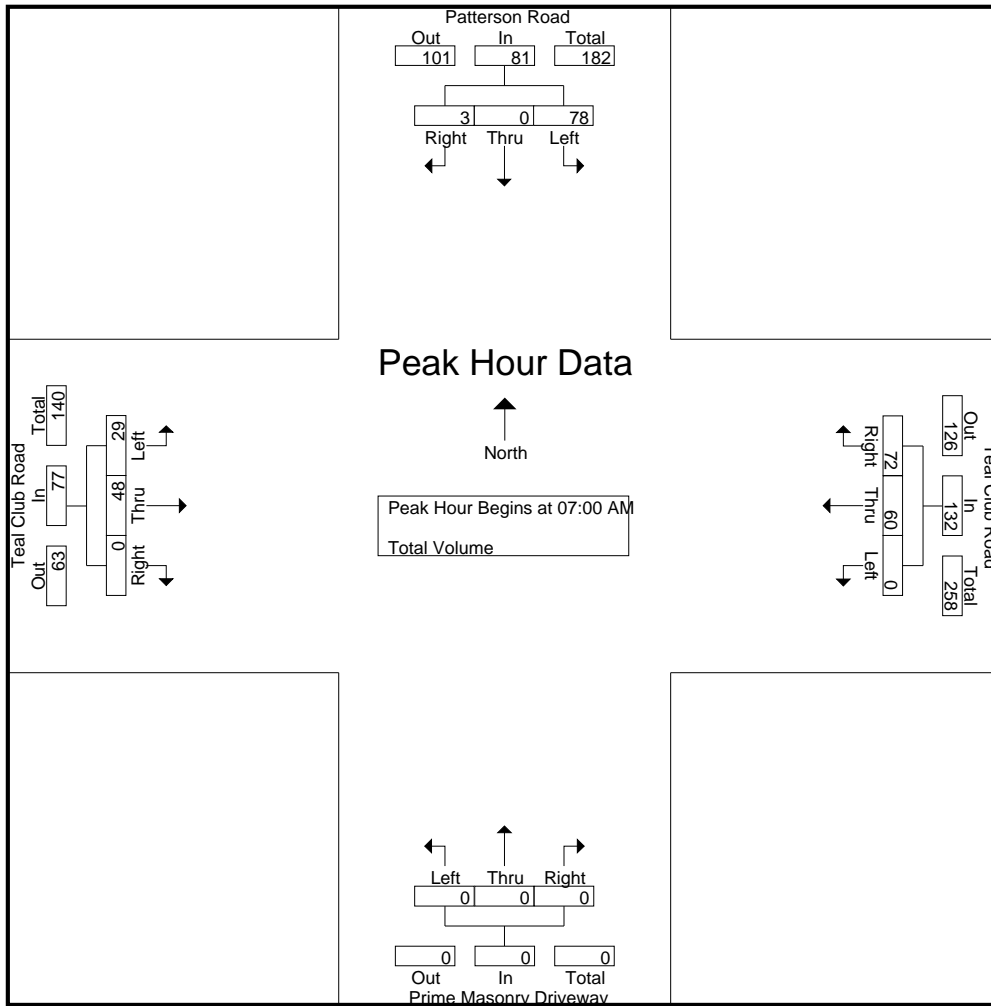 Patterson Road
Out In Total
101 81 182
3 0 78
Right Thru Left
Peak Hour Data
North
Peak Hour Begins at 07:00 AM
Total Volume
Teal Club Road
Out In Total
63 77 140
Left Thru Right
29 48 0
Teal Club Road
Out In Total
126 132 258
72 60 0
Right Thru Left
Left Thru Right
0 0 0
0 0 0
Out In Total
Prime Masonry Driveway